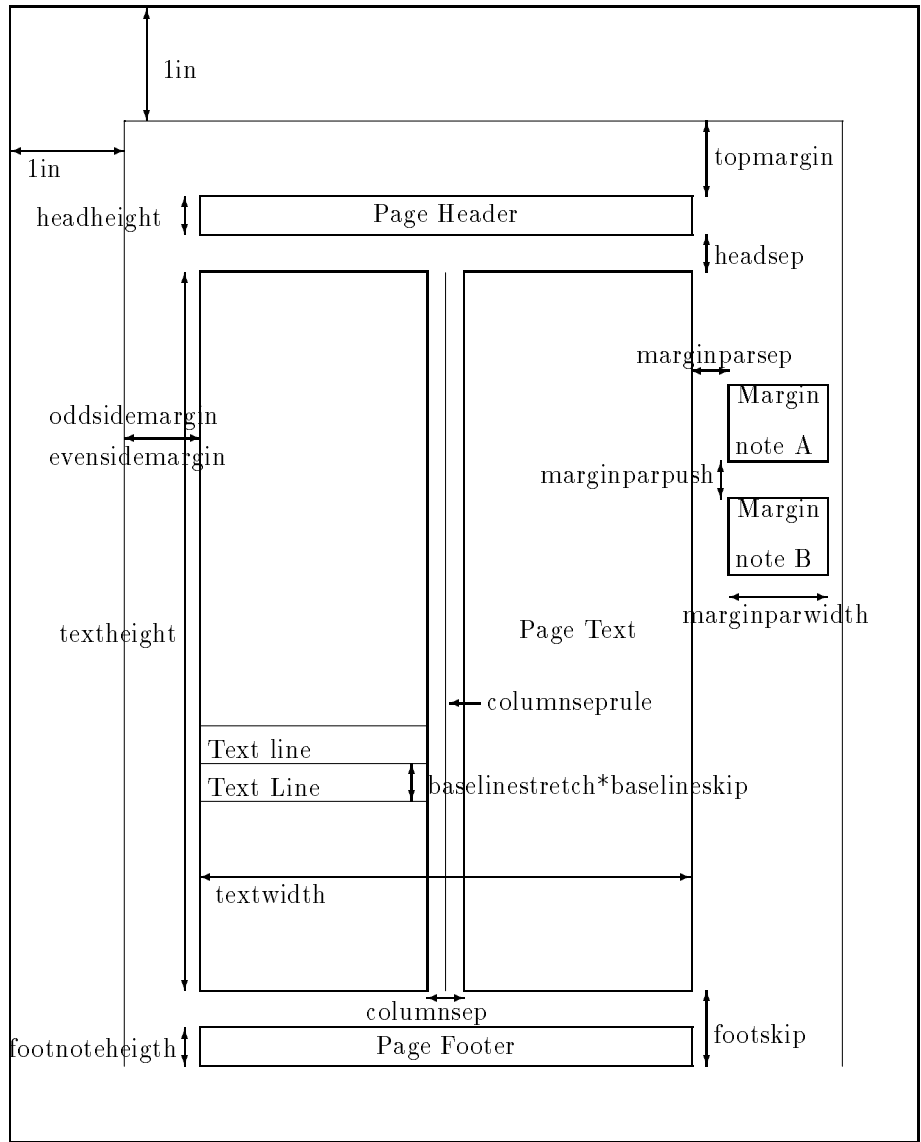 1in
topmargin
1in
headheight
Page Header
headsep
marginparsep
Margin
note A
oddsidemargin
evensidemargin
marginparpush
Margin
note B
marginparwidth
textheight
Page Text
columnseprule
Text line
Text Line
baselinestretch*baselineskip
textwidth
columnsep
footskip
footnoteheigth
Page Footer